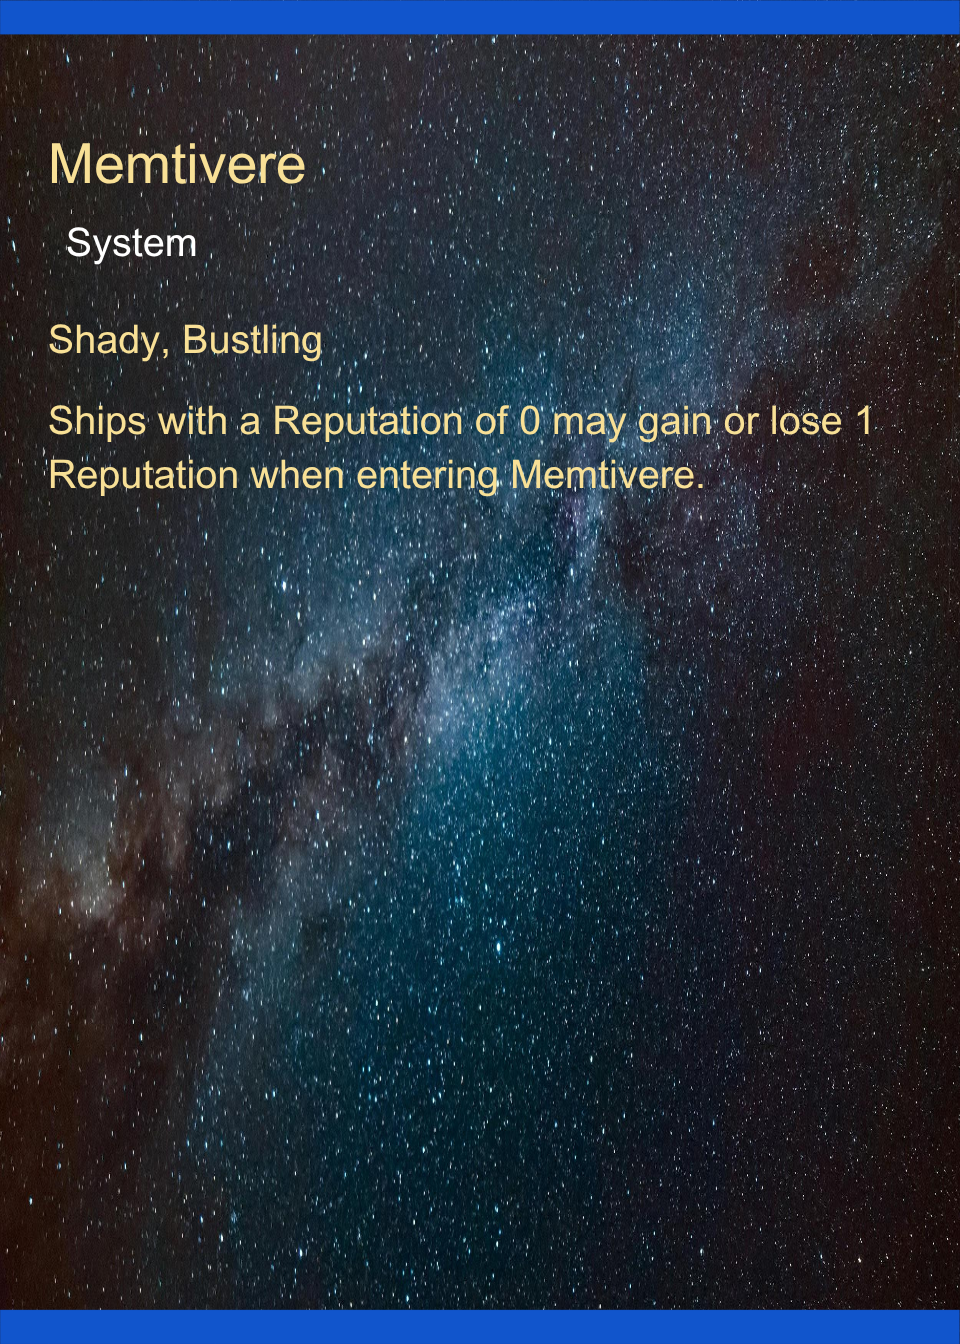 Memtivere
System
Shady, Bustling
Ships with a Reputation of 0 may gain or lose 1
Reputation when entering Memtivere.